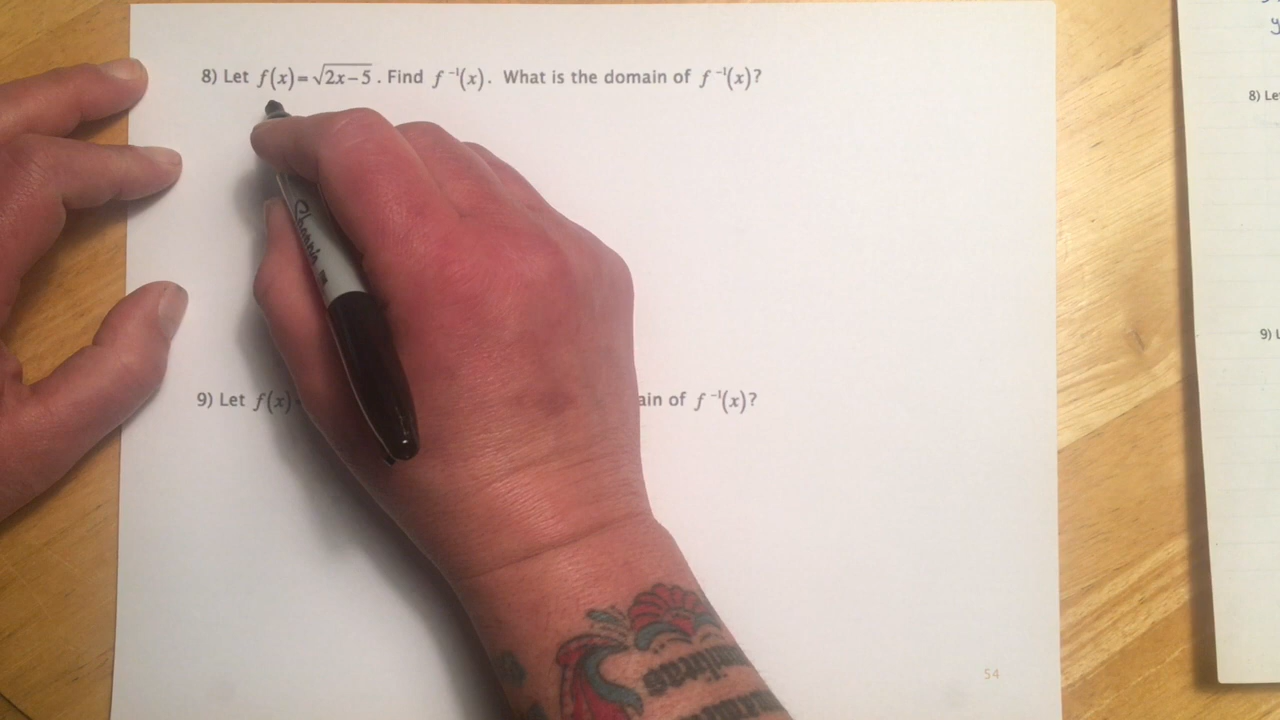 8) Let f(x)=√2x−5. Find f⁻¹(x). What is the domain of f⁻¹(x)?
9) Let f(x) ain of f⁻¹(x)?
54
8) Le
9) L